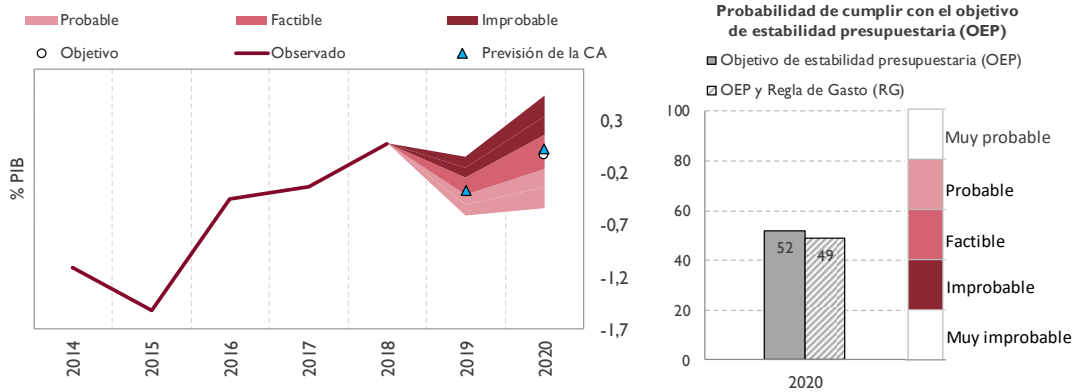 Probable
Factible
Improbable
Objetivo
Observado
Previsión de la CA
% PIB
0,3
-0,2
-0,7
-1,2
-1,7
2014
2015
2016
2017
2018
2019
2020
Probabilidad de cumplir con el objetivo
de estabilidad presupuestaria (OEP)
Objetivo de estabilidad presupuestaria (OEP)
OEP y Regla de Gasto (RG)
100
80
60
40
20
0
52
49
2020
Muy probable
Probable
Factible
Improbable
Muy improbable